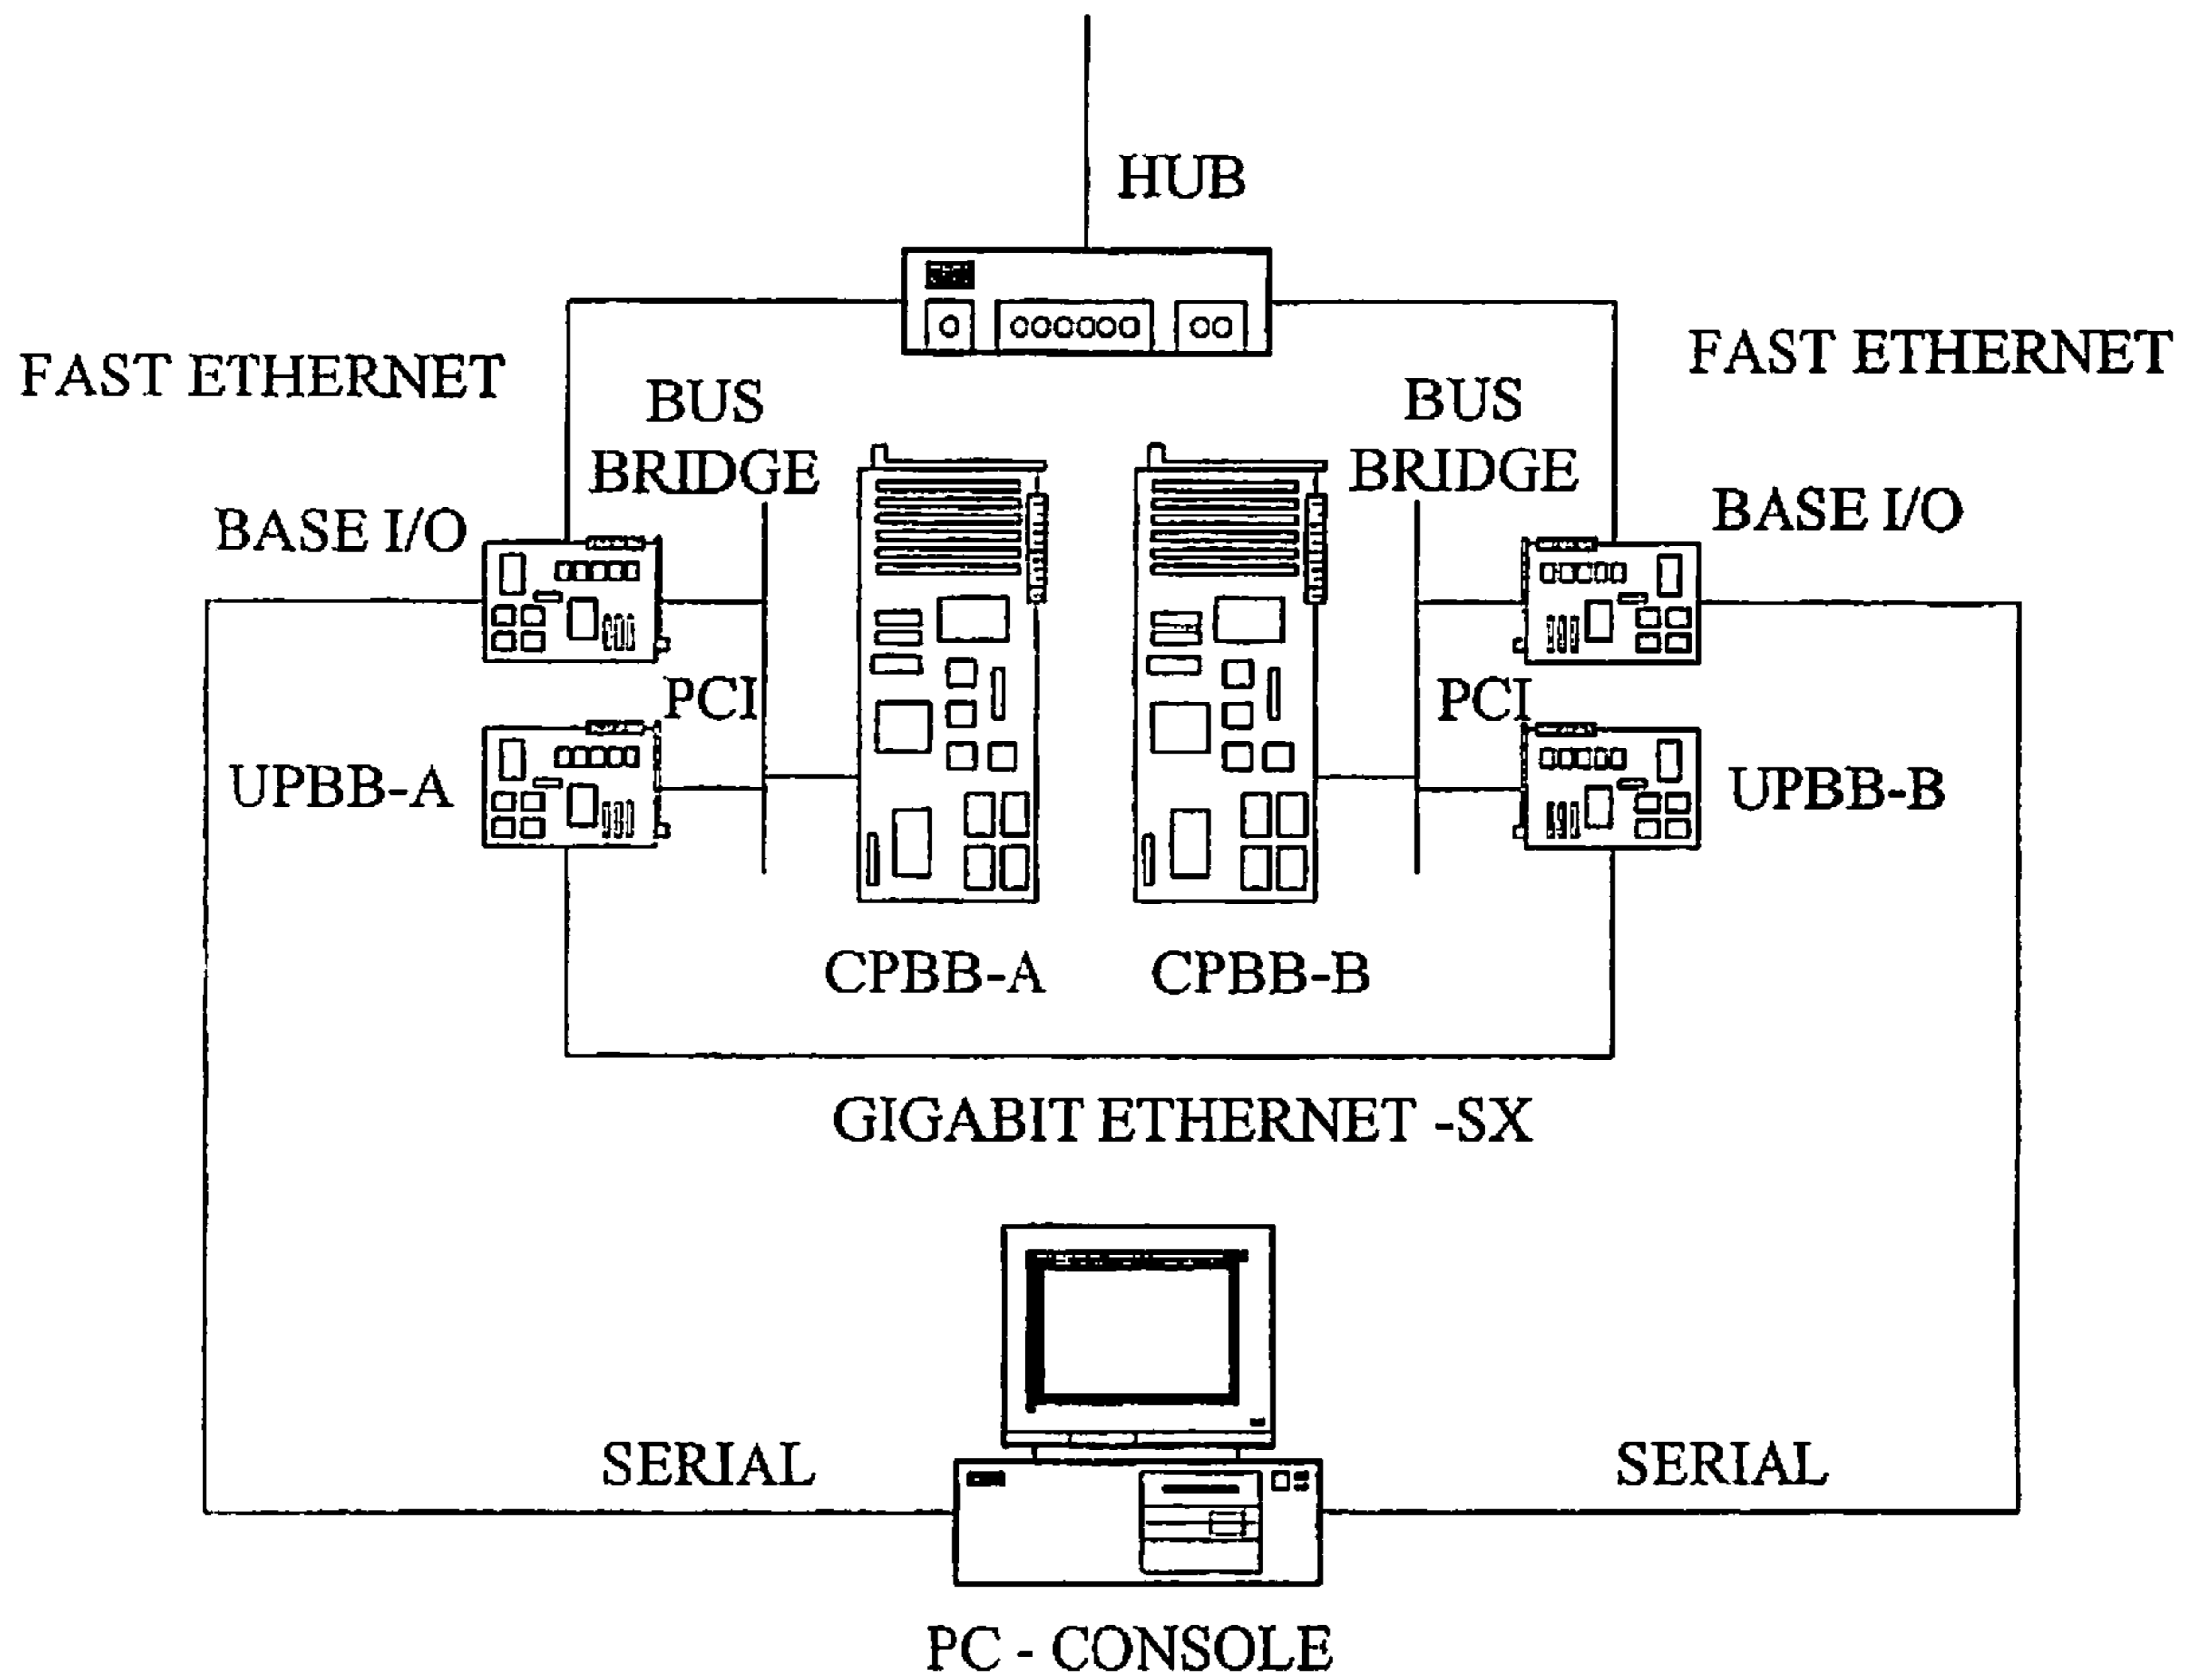 HUB
FAST ETHERNET
FAST ETHERNET
BUS
BRIDGE
BUS
BRIDGE
BASE I/O
BASE I/O
PCI
PCI
UPBB-A
UPBB-B
CPBB-A
CPBB-B
GIGABIT ETHERNET -SX
SERIAL
SERIAL
PC - CONSOLE